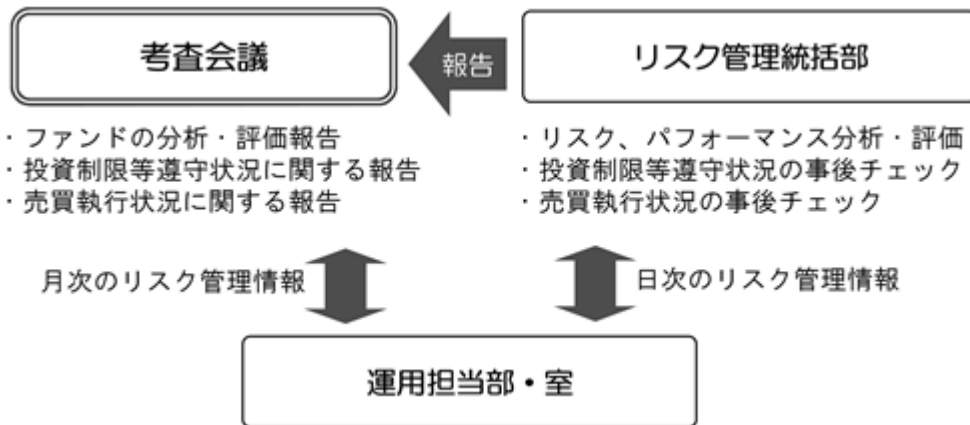 考査会議
報告
リスク管理統括部
・ファンドの分析・評価報告
・投資制限等遵守状況に関する報告
・売買執行状況に関する報告
・リスク、パフォーマンス分析・評価
・投資制限等遵守状況の事後チェック
・売買執行状況の事後チェック
月次のリスク管理情報
日次のリスク管理情報
運用担当部・室